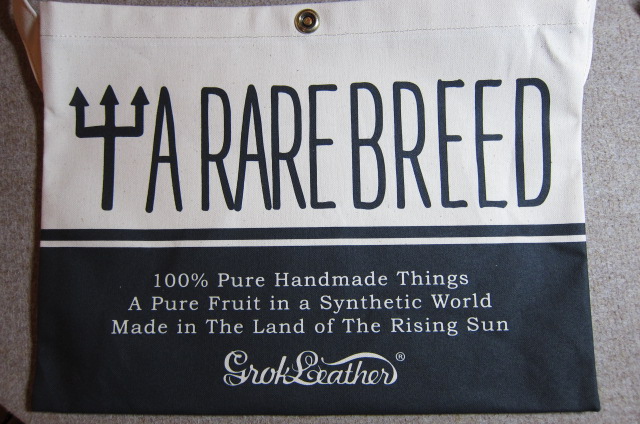 A RARE BREED
100% Pure Handmade Things
A Pure Fruit in a Synthetic World
Made in The Land of The Rising Sun
GrokLeather®